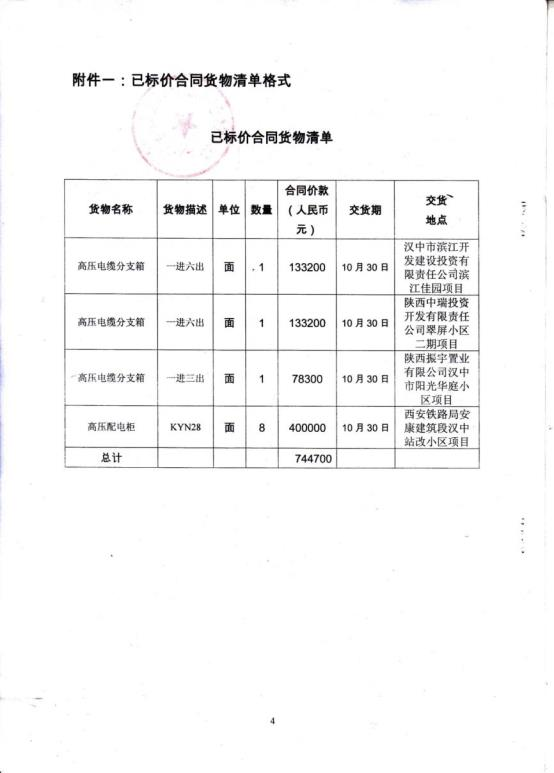 附件一：已标价合同货物清单格式
已标价合同货物清单
货物名称 货物描述 单位 数量 合同价款（人民币元） 交货期 交货地点
高压电缆分支箱 一进六出 面 1 133200 10月30日 汉中市滨江开发建设投资有限责任公司滨江佳园项目
高压电缆分支箱 一进六出 面 1 133200 10月30日 陕西中瑞投资开发有限责任公司翠屏小区二期项目
高压电缆分支箱 一进三出 面 1 78300 10月30日 陕西振宇置业有限公司汉中市阳光华庭小区项目
高压配电柜 KYN28 面 8 400000 10月30日 西安铁路局安康建筑段汉中站改小区项目
总计 744700
4